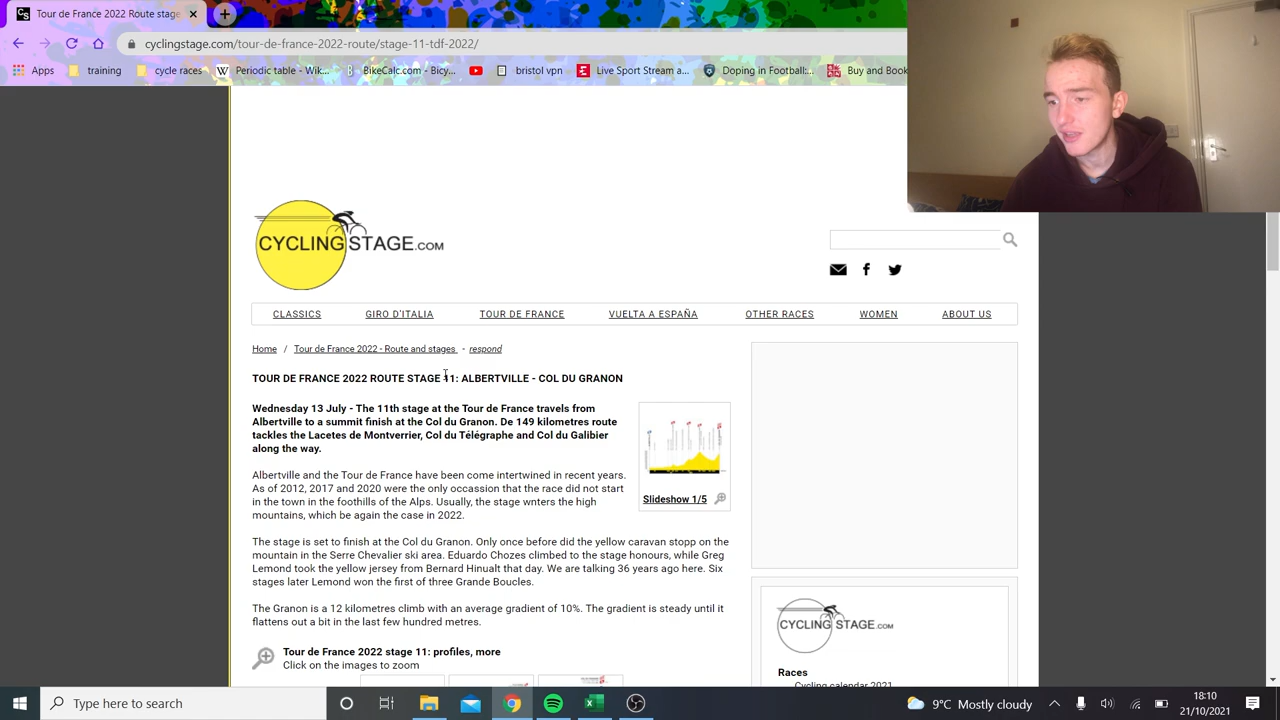 Tour de France 2022 Route stage
cyclingstage.com/tour-de-france-2022-route/stage-11-tdf-2022/
Apps training cycle races Periodic table - Wik... BikeCalc.com - Bicy... bristol vpn Live Sport Stream a... Doping in Football:... Buy and Book
CYCLINGSTAGE.COM
CLASSICS GIRO D'ITALIA TOUR DE FRANCE VUELTA A ESPAÑA OTHER RACES WOMEN ABOUT US
Home / Tour de France 2022 - Route and stages - respond
TOUR DE FRANCE 2022 ROUTE STAGE 11: ALBERTVILLE - COL DU GRANON
Wednesday 13 July - The 11th stage at the Tour de France travels from
Albertville to a summit finish at the Col du Granon. De 149 kilometres route
tackles the Lacetes de Montverrier, Col du Télégraphe and Col du Galibier
along the way.
Slideshow 1/5
Albertville and the Tour de France have been come intertwined in recent years.
As of 2012, 2017 and 2020 were the only occassion that the race did not start
in the town in the foothills of the Alps. Usually, the stage wnters the high
mountains, which be again the case in 2022.
The stage is set to finish at the Col du Granon. Only once before did the yellow caravan stopp on the
mountain in the Serre Chevalier ski area. Eduardo Chozes climbed to the stage honours, while Greg
Lemond took the yellow jersey from Bernard Hinualt that day. We are talking 36 years ago here. Six
stages later Lemond won the first of three Grande Boucles.
The Granon is a 12 kilometres climb with an average gradient of 10%. The gradient is steady until it
flattens out a bit in the last few hundred metres.
Tour de France 2022 stage 11: profiles, more
Click on the images to zoom
CYCLINGSTAGE.COM
Races
Cycling calendar 2021
Type here to search
9°C Mostly cloudy
18:10
21/10/2021